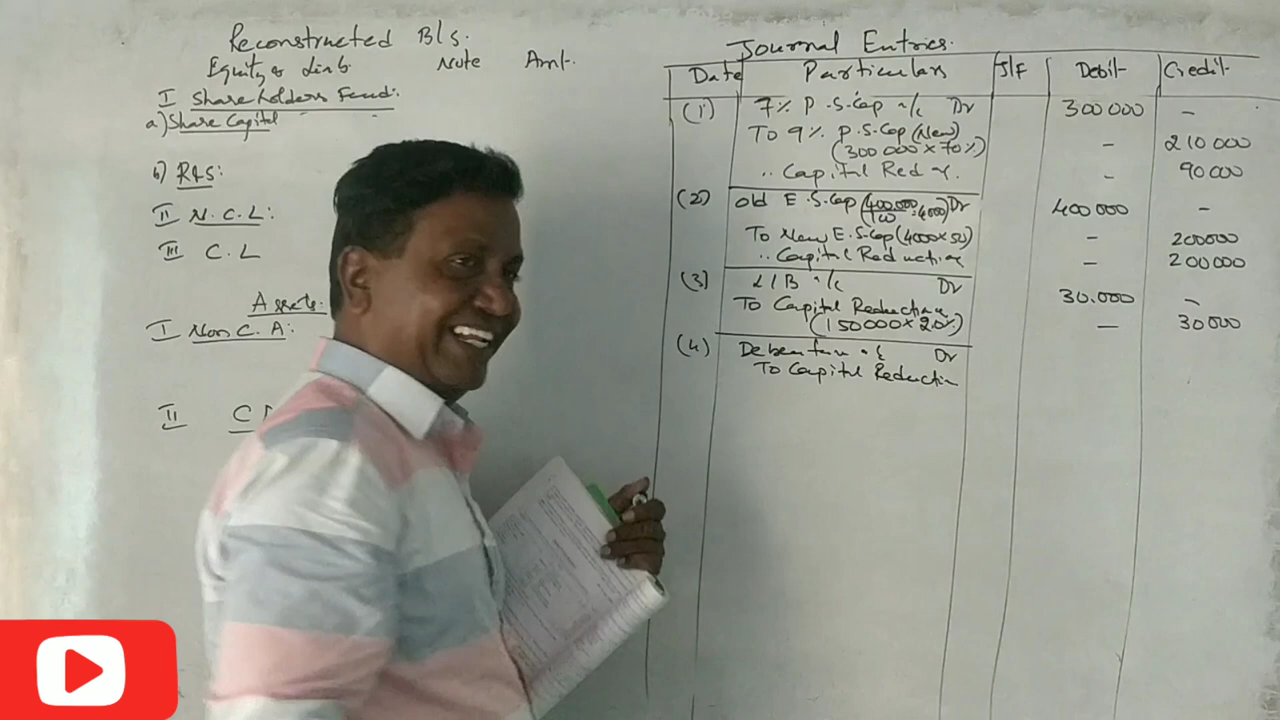 Reconstructed B/s.
Equity & Liab Note Amt.
I Share holders Fund:
a) Share Capital
b) R&S:
II N.C.L:
III C.L
Assets:
I Non C.A:
II C
Journal Entries.
Date Particulars J/F Debit Credit
(1) 7% P.S.Cap a/c Dr 300000 —
To 9% P.S.Cap (New) — 210000
(300000 × 70%)
" Capital Red a/c. — 90000
(2) Old E.S.Cap (400000/100 = 4000) Dr 400000 —
To New E.S.Cap (4000×50) — 200000
" Capital Reduction — 200000
(3) L/B a/c Dr 30.000 —
To Capital Reduction — 30000
(150000 × 20%)
(4) Debenture a/c Dr
To Capital Reduction